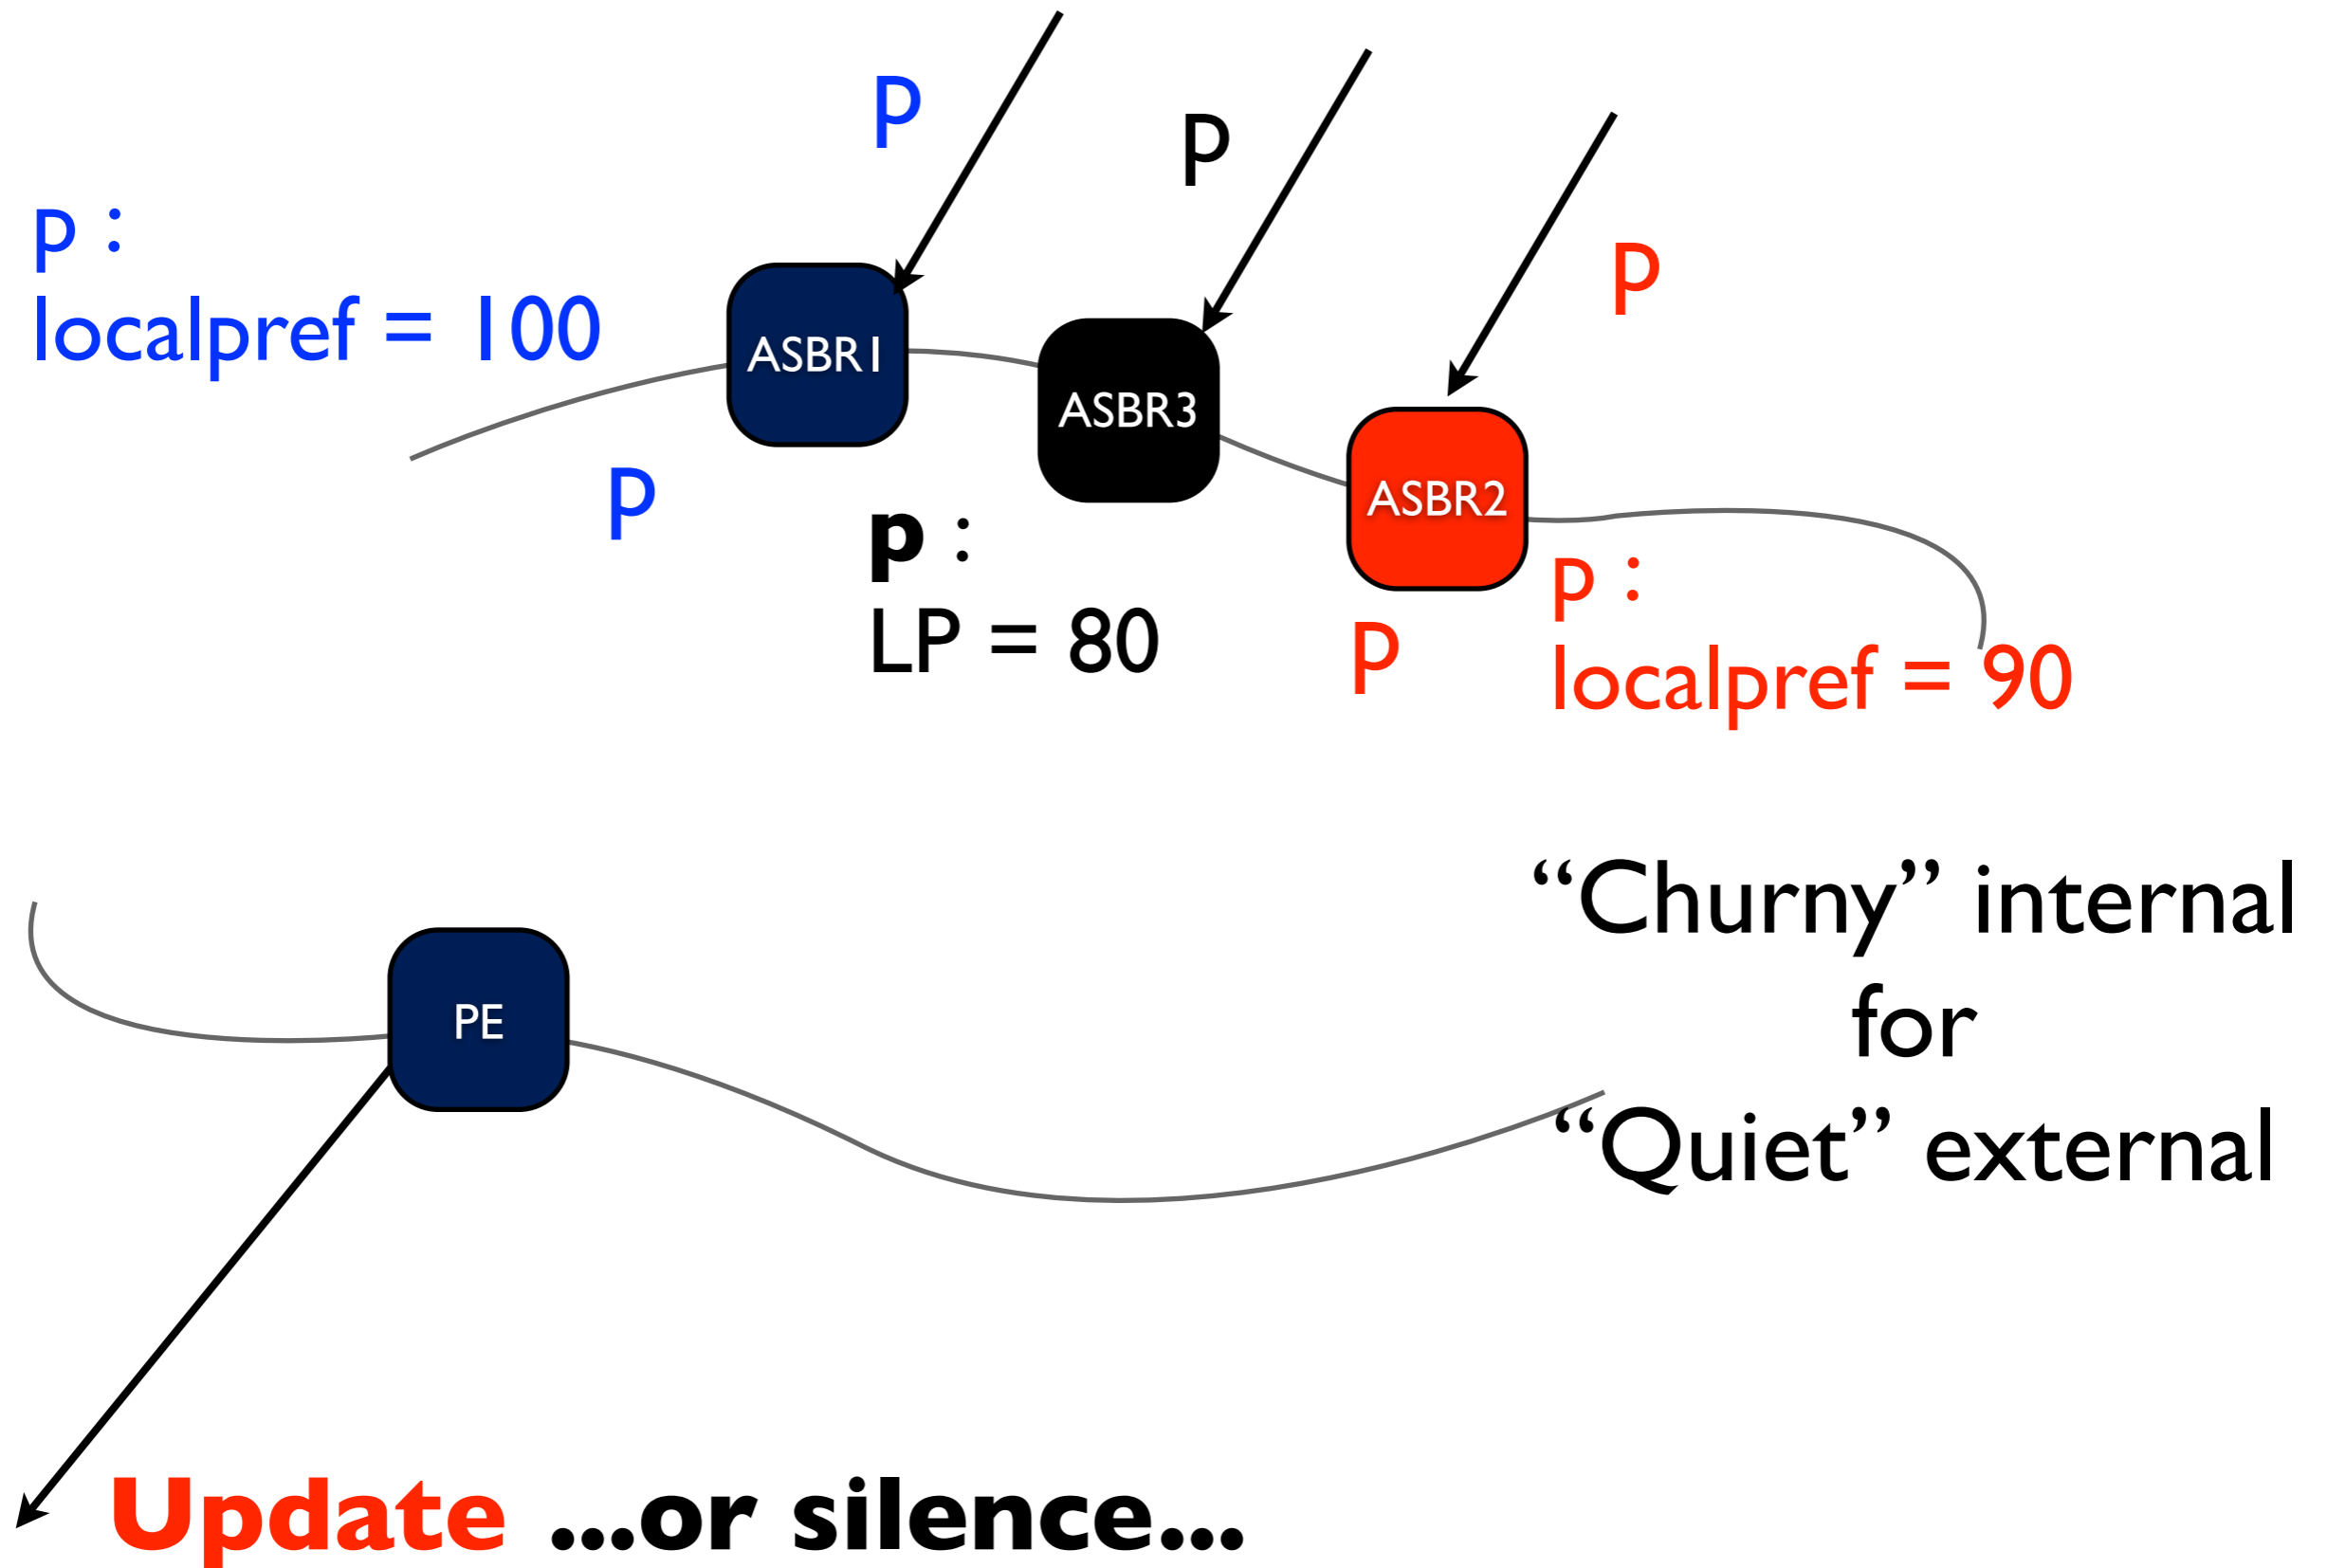 p
p
p
p :
localpref = 100
ASBR1
ASBR3
ASBR2
p
p :
LP = 80
p
p :
localpref = 90
“Churny” internal
for
“Quiet” external
PE
Update ...or silence...